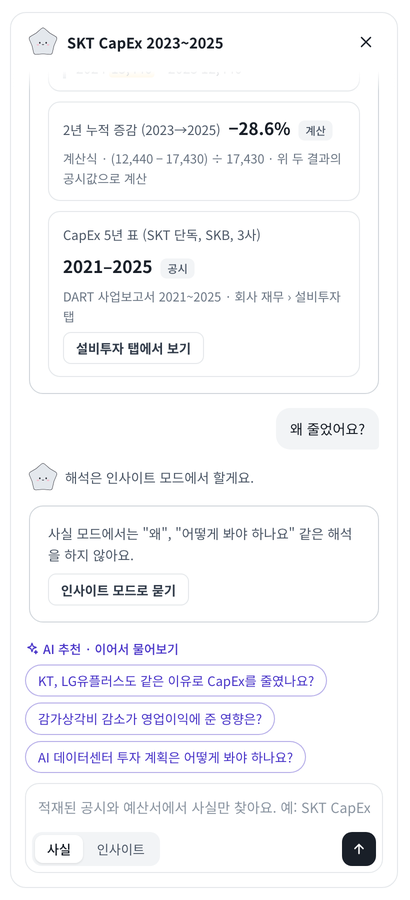 SKT CapEx 2023~2025
2년 누적 증감 (2023→2025) −28.6% 계산
계산식 · (12,440 − 17,430) ÷ 17,430 · 위 두 결과의
공시값으로 계산
CapEx 5년 표 (SKT 단독, SKB, 3사)
2021–2025 공시
DART 사업보고서 2021~2025 · 회사 재무 › 설비투자
탭
설비투자 탭에서 보기
왜 줄었어요?
해석은 인사이트 모드에서 할게요.
사실 모드에서는 "왜", "어떻게 봐야 하나요" 같은 해석
을 하지 않아요.
인사이트 모드로 묻기
AI 추천 · 이어서 물어보기
KT, LG유플러스도 같은 이유로 CapEx를 줄였나요?
감가상각비 감소가 영업이익에 준 영향은?
AI 데이터센터 투자 계획은 어떻게 봐야 하나요?
적재된 공시와 예산서에서 사실만 찾아요. 예: SKT CapEx
사실 인사이트